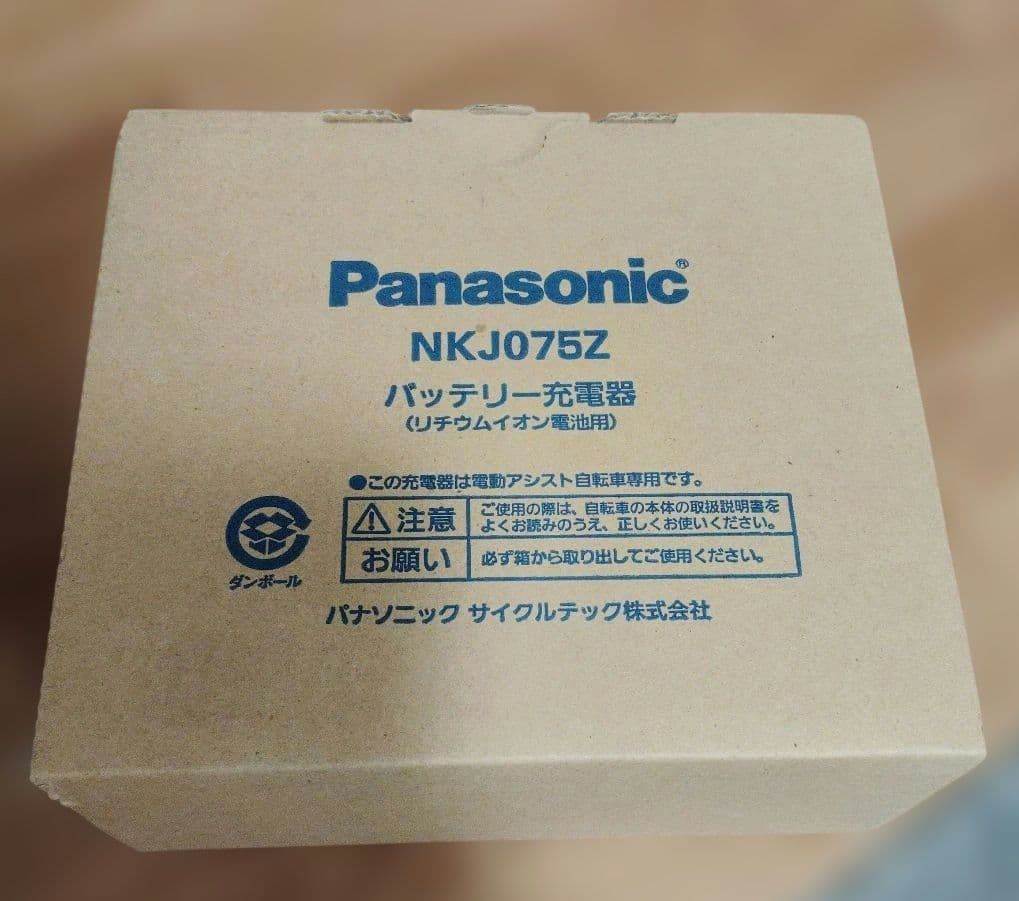 Panasonic®
NKJ075Z
バッテリー充電器
(リチウムイオン電池用)
●この充電器は電動アシスト自転車専用です。
注意
ご使用の際は、自転車の本体の取扱説明書を
よくお読みのうえ、正しくお使いください。
お願い
必ず箱から取り出してご使用ください。
ダンボール
パナソニック サイクルテック株式会社